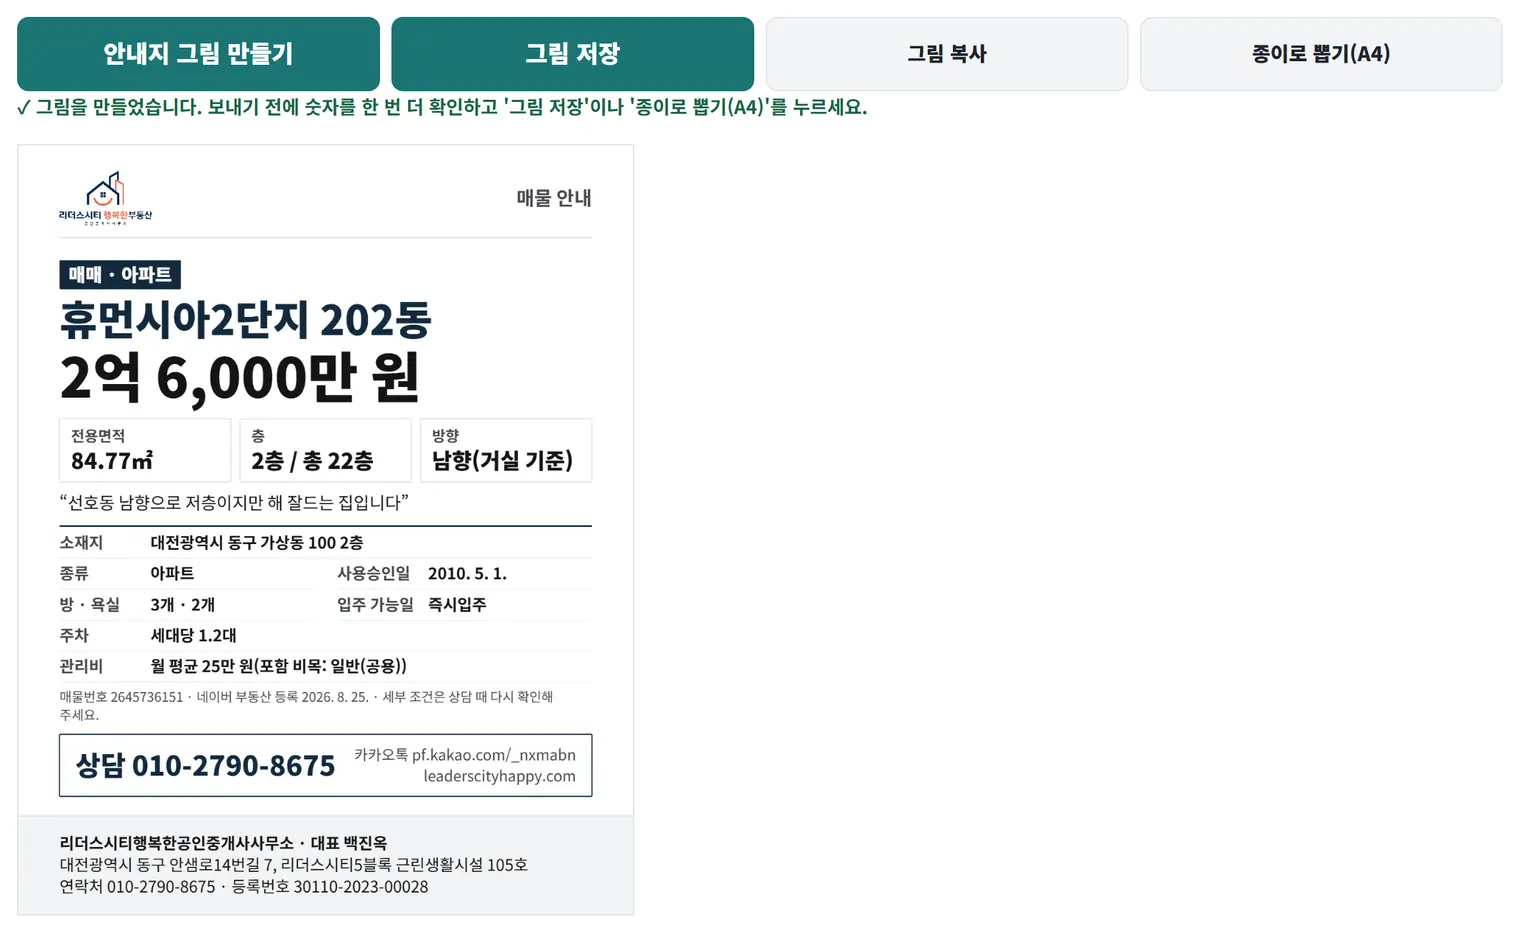 안내지 그림 만들기
그림 저장
그림 복사
종이로 뽑기(A4)
✓ 그림을 만들었습니다. 보내기 전에 숫자를 한 번 더 확인하고 '그림 저장'이나 '종이로 뽑기(A4)'를 누르세요.
리더스시티 행복한부동산
매물 안내
매매 · 아파트
휴먼시아2단지 202동
2억 6,000만 원
전용면적
84.77㎡
층
2층 / 총 22층
방향
남향(거실 기준)
“선호동 남향으로 저층이지만 해 잘드는 집입니다”
소재지 대전광역시 동구 가상동 100 2층
종류 아파트 사용승인일 2010. 5. 1.
방 · 욕실 3개 · 2개 입주 가능일 즉시입주
주차 세대당 1.2대
관리비 월 평균 25만 원(포함 비목: 일반(공용))
매물번호 2645736151 · 네이버 부동산 등록 2026. 8. 25. · 세부 조건은 상담 때 다시 확인해
주세요.
상담 010-2790-8675
카카오톡 pf.kakao.com/_nxmabn
leaderscityhappy.com
리더스시티행복한공인중개사사무소 · 대표 백진옥
대전광역시 동구 안샘로14번길 7, 리더스시티5블록 근린생활시설 105호
연락처 010-2790-8675 · 등록번호 30110-2023-00028